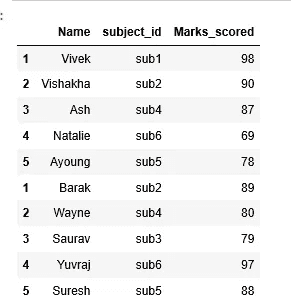 :
Name subject_id Marks_scored
1 Vivek sub1 98
2 Vishakha sub2 90
3 Ash sub4 87
4 Natalie sub6 69
5 Ayoung sub5 78
1 Barak sub2 89
2 Wayne sub4 80
3 Saurav sub3 79
4 Yuvraj sub6 97
5 Suresh sub5 88